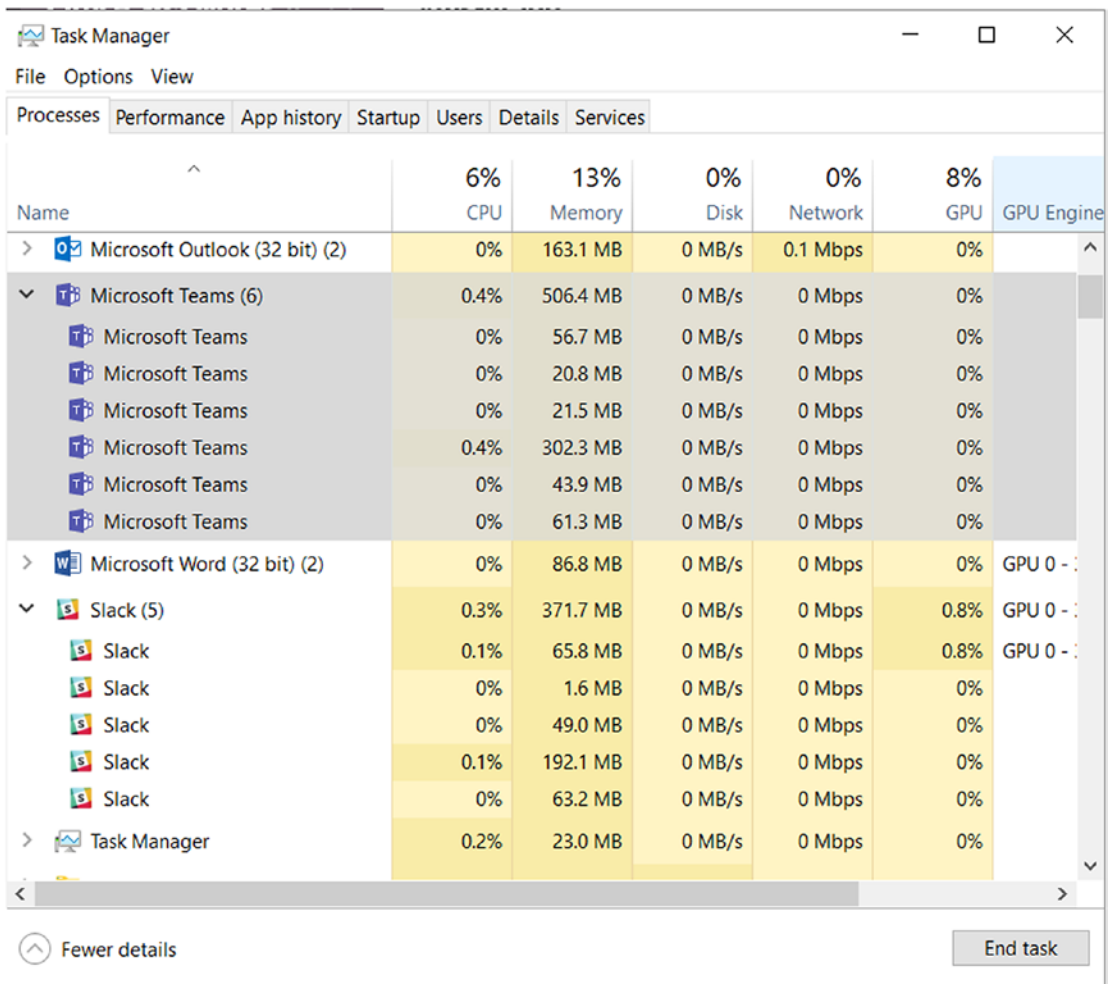 Task Manager
File Options View
Processes Performance App history Startup Users Details Services
6% 13% 0% 0% 8%
Name CPU Memory Disk Network GPU GPU Engine
Microsoft Outlook (32 bit) (2) 0% 163.1 MB 0 MB/s 0.1 Mbps 0%
Microsoft Teams (6) 0.4% 506.4 MB 0 MB/s 0 Mbps 0%
Microsoft Teams 0% 56.7 MB 0 MB/s 0 Mbps 0%
Microsoft Teams 0% 20.8 MB 0 MB/s 0 Mbps 0%
Microsoft Teams 0% 21.5 MB 0 MB/s 0 Mbps 0%
Microsoft Teams 0.4% 302.3 MB 0 MB/s 0 Mbps 0%
Microsoft Teams 0% 43.9 MB 0 MB/s 0 Mbps 0%
Microsoft Teams 0% 61.3 MB 0 MB/s 0 Mbps 0%
Microsoft Word (32 bit) (2) 0% 86.8 MB 0 MB/s 0 Mbps 0% GPU 0 -
Slack (5) 0.3% 371.7 MB 0 MB/s 0 Mbps 0.8% GPU 0 -
Slack 0.1% 65.8 MB 0 MB/s 0 Mbps 0.8% GPU 0 -
Slack 0% 1.6 MB 0 MB/s 0 Mbps 0%
Slack 0% 49.0 MB 0 MB/s 0 Mbps 0%
Slack 0.1% 192.1 MB 0 MB/s 0 Mbps 0%
Slack 0% 63.2 MB 0 MB/s 0 Mbps 0%
Task Manager 0.2% 23.0 MB 0 MB/s 0 Mbps 0%
Fewer details End task